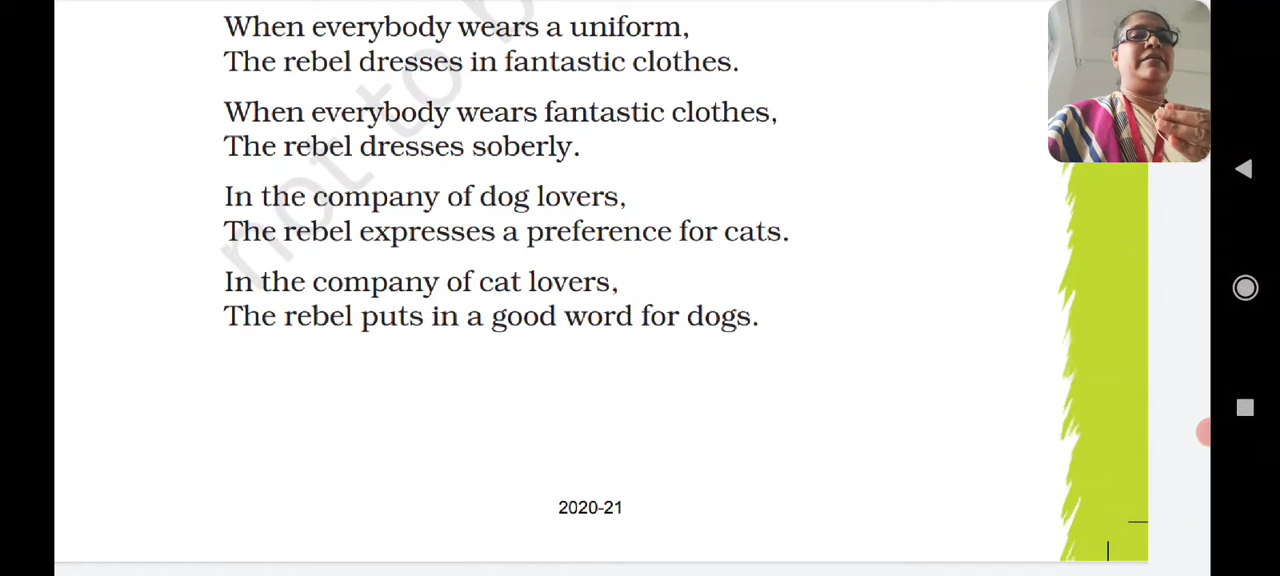 When everybody wears a uniform,
The rebel dresses in fantastic clothes.
When everybody wears fantastic clothes,
The rebel dresses soberly.
In the company of dog lovers,
The rebel expresses a preference for cats.
In the company of cat lovers,
The rebel puts in a good word for dogs.
not to b
2020-21